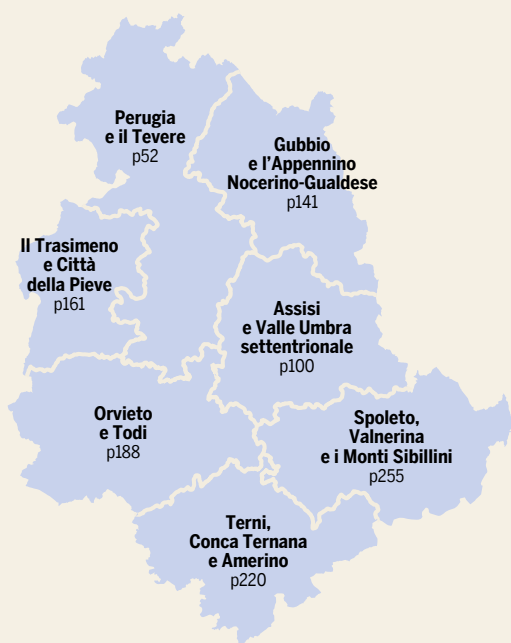 Perugia
e il Tevere
p52
Gubbio
e l'Appennino
Nocerino-Gualdese
p141
Il Trasimeno
e Città
della Pieve
p161
Assisi
e Valle Umbra
settentrionale
p100
Orvieto
e Todi
p188
Spoleto,
Valnerina
e i Monti Sibillini
p255
Terni,
Conca Ternana
e Amerino
p220